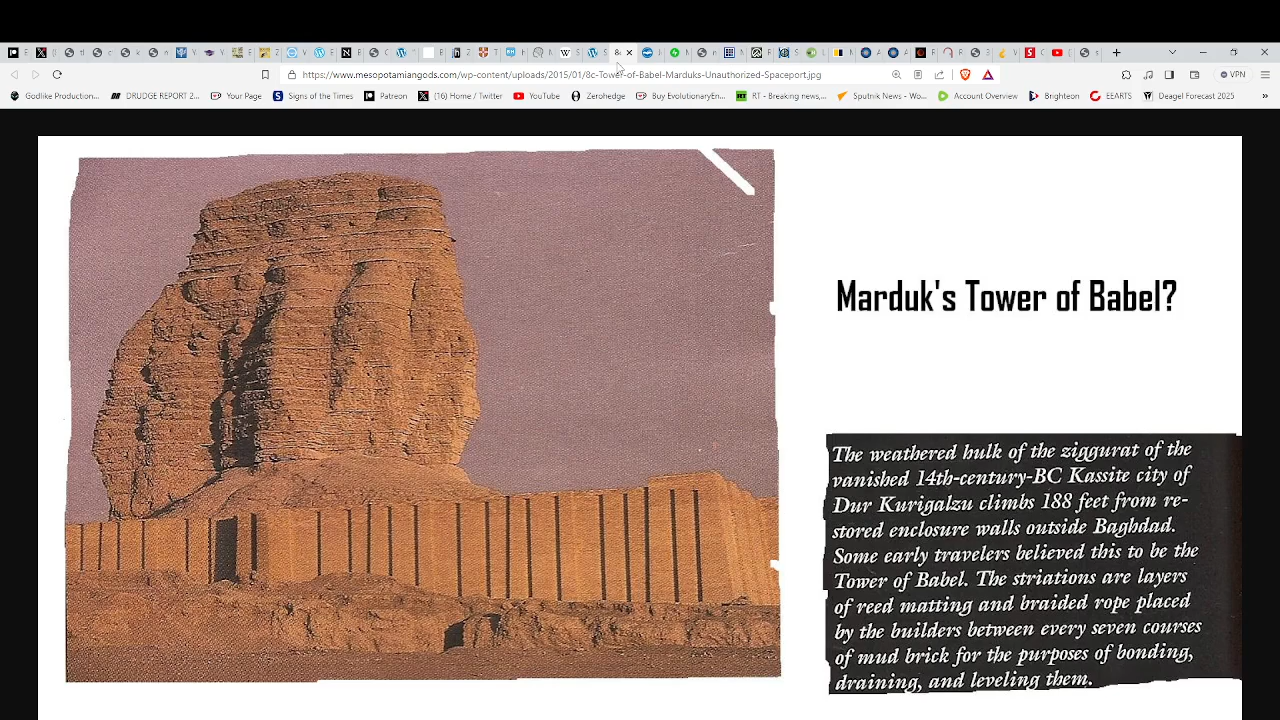 https://www.mesopotamiangods.com/wp-content/uploads/2015/01/8c-Tower-of-Babel-Marduks-Unauthorized-Spaceport.jpg
VPN
Godlike Production...
DRUDGE REPORT 2...
Your Page
Signs of the Times
Patreon
(16) Home / Twitter
YouTube
Zerohedge
Buy EvolutionaryEn...
RT - Breaking news,...
Sputnik News - Wo...
Account Overview
Brighteon
EEARTS
Deagel Forecast 2025
Marduk's Tower of Babel?
The weathered hulk of the ziggurat of the
vanished 14th-century-BC Kassite city of
Dur Kurigalzu climbs 188 feet from re-
stored enclosure walls outside Baghdad.
Some early travelers believed this to be the
Tower of Babel. The striations are layers
of reed matting and braided rope placed
by the builders between every seven courses
of mud brick for the purposes of bonding,
draining, and leveling them.